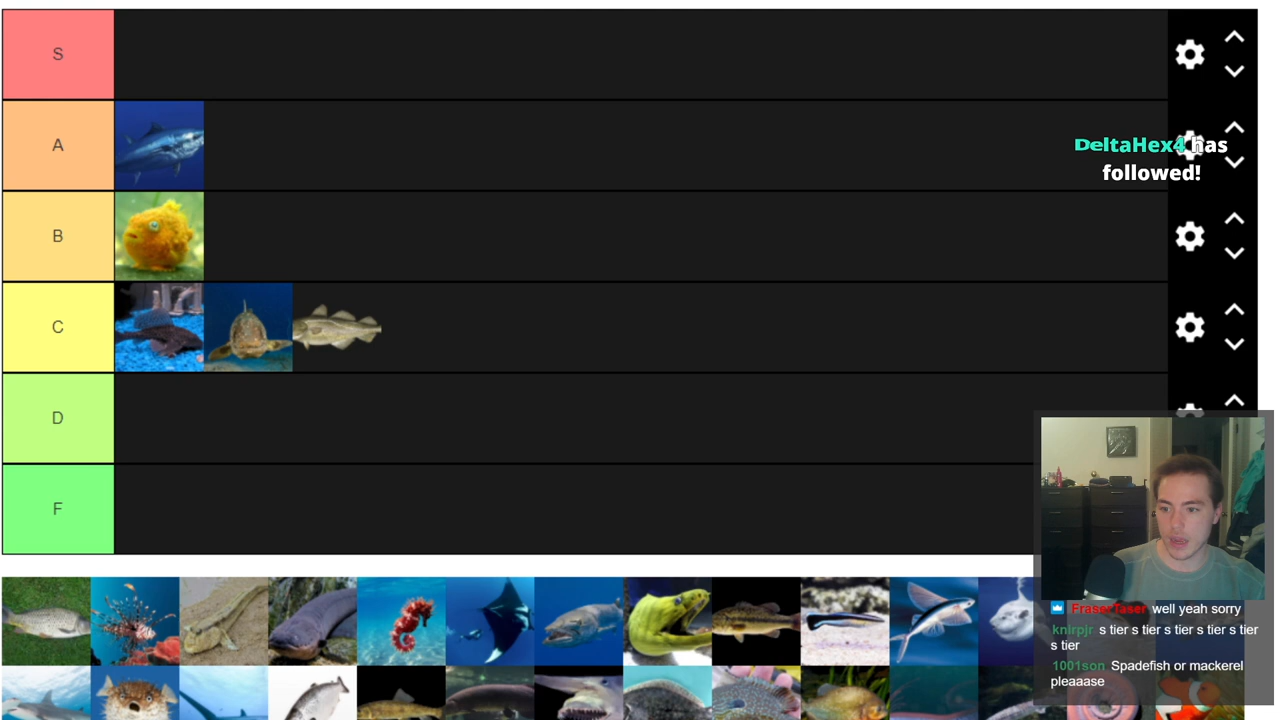 S
A
DeltaHex4 has
followed!
B
C
D
F
FraserTaser well yeah sorry
knirpjr s tier s tier s tier s tier s tier
s tier
1001son Spadefish or mackerel
pleaaase